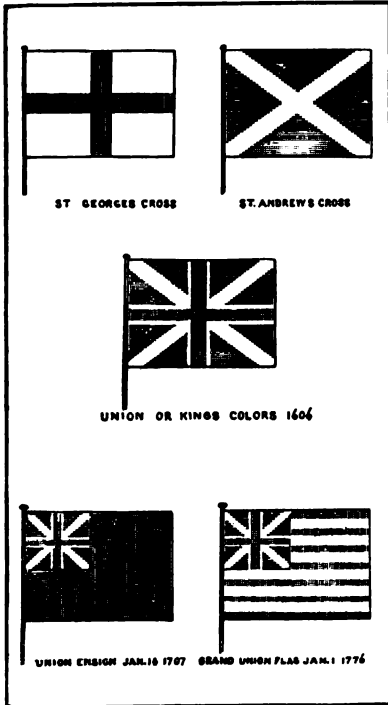 ST GEORGES CROSS
ST. ANDREWS CROSS
UNION OR KINGS COLORS 1606
UNION ENSIGN JAN. 16 1707
GRAND UNION FLAG JAN. 1 1776